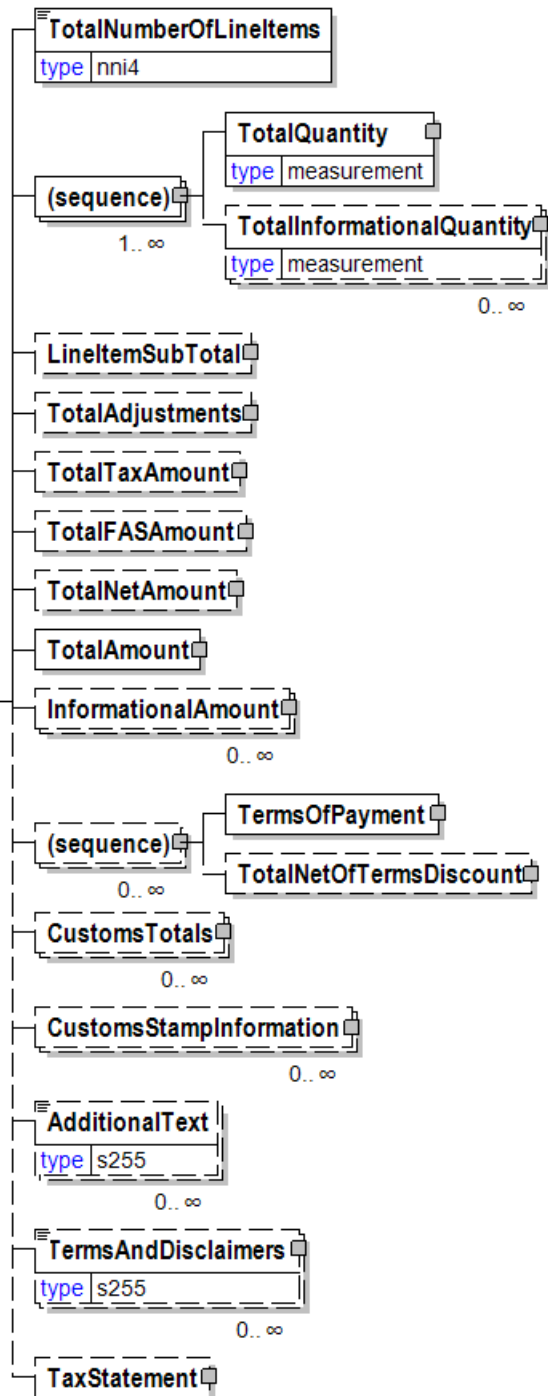 TotalNumberOfLineItems
type nni4
TotalQuantity
type measurement
(sequence)
1.. ∞
TotalInformationalQuantity
type measurement
0.. ∞
LineItemSubTotal
TotalAdjustments
TotalTaxAmount
TotalFASAmount
TotalNetAmount
TotalAmount
InformationalAmount
0.. ∞
TermsOfPayment
(sequence)
0.. ∞
TotalNetOfTermsDiscount
CustomsTotals
0.. ∞
CustomsStampInformation
0.. ∞
AdditionalText
type s255
0.. ∞
TermsAndDisclaimers
type s255
0.. ∞
TaxStatement